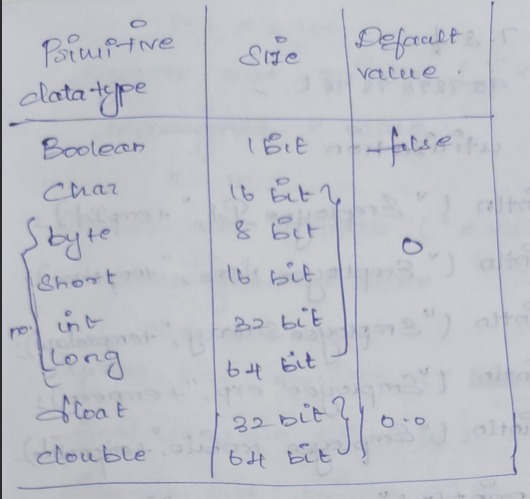 Primitive datatype | Size | Default value.
Boolean | 1 Bit | false
Char | 16 bit
byte | 8 bit
Short | 16 bit | 0
no. int | 32 bit
Long | 64 bit
float | 32 bit | 0.0
double | 64 bit